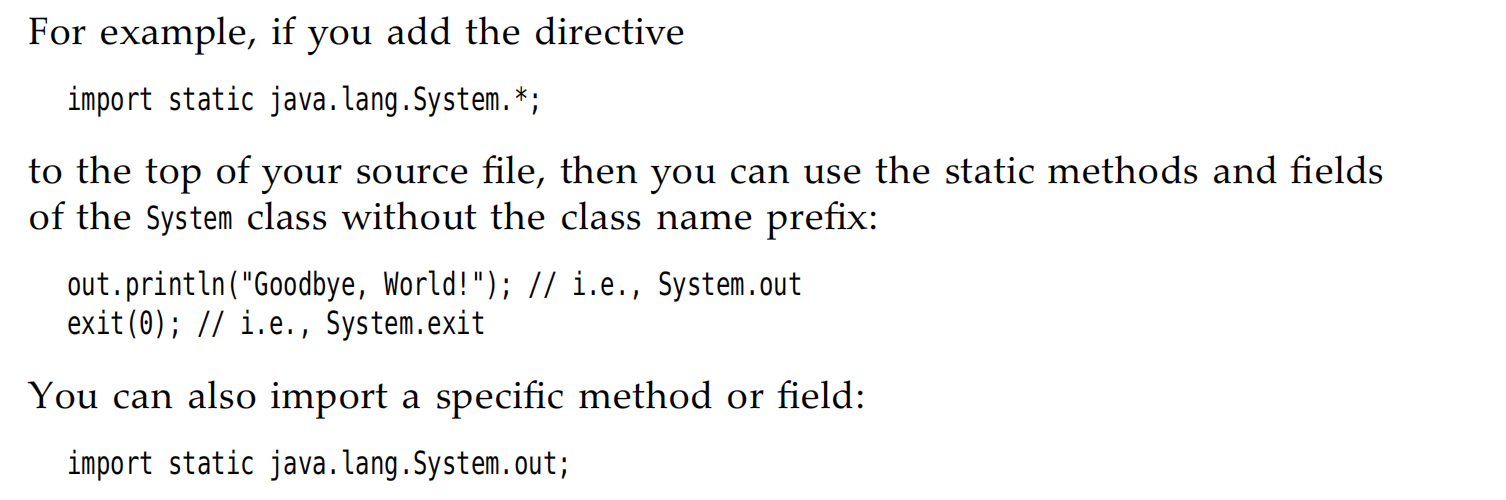 For example, if you add the directive
import static java.lang.System.*;
to the top of your source file, then you can use the static methods and fields
of the System class without the class name prefix:
out.println("Goodbye, World!"); // i.e., System.out
exit(0); // i.e., System.exit
You can also import a specific method or field:
import static java.lang.System.out;